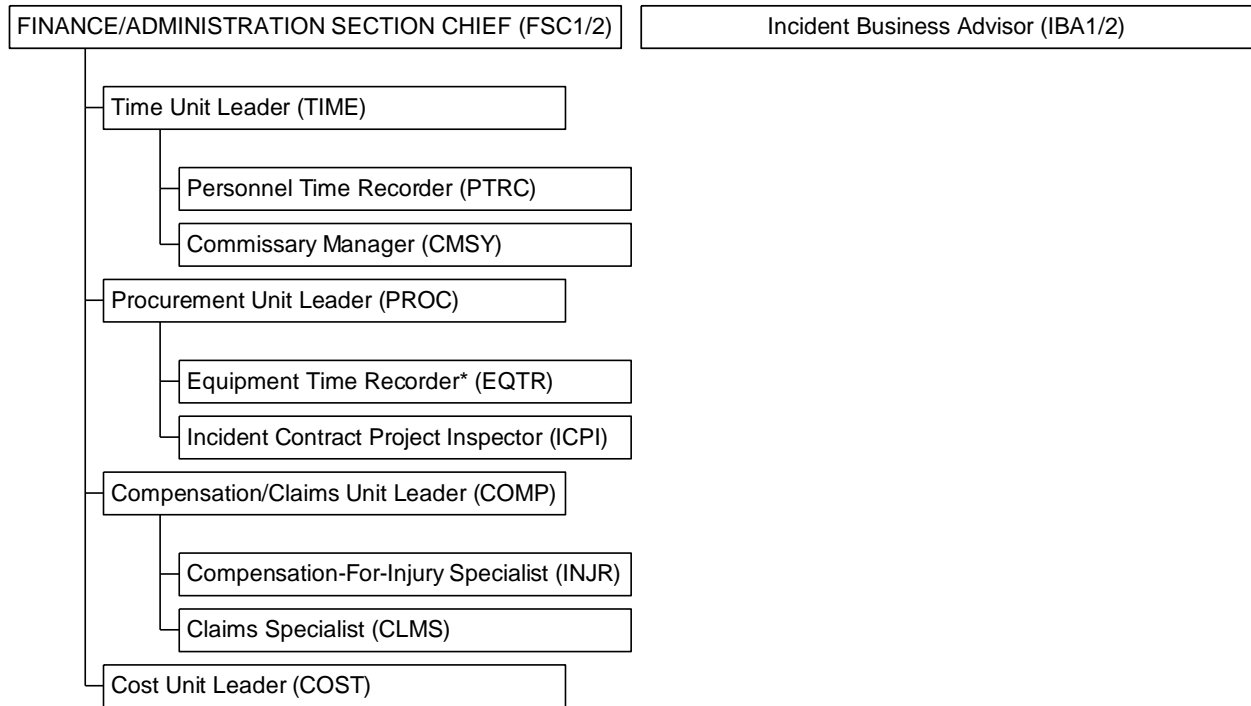 FINANCE/ADMINISTRATION SECTION CHIEF (FSC1/2)
Incident Business Advisor (IBA1/2)
Time Unit Leader (TIME)
Personnel Time Recorder (PTRC)
Commissary Manager (CMSY)
Procurement Unit Leader (PROC)
Equipment Time Recorder* (EQTR)
Incident Contract Project Inspector (ICPI)
Compensation/Claims Unit Leader (COMP)
Compensation-For-Injury Specialist (INJR)
Claims Specialist (CLMS)
Cost Unit Leader (COST)